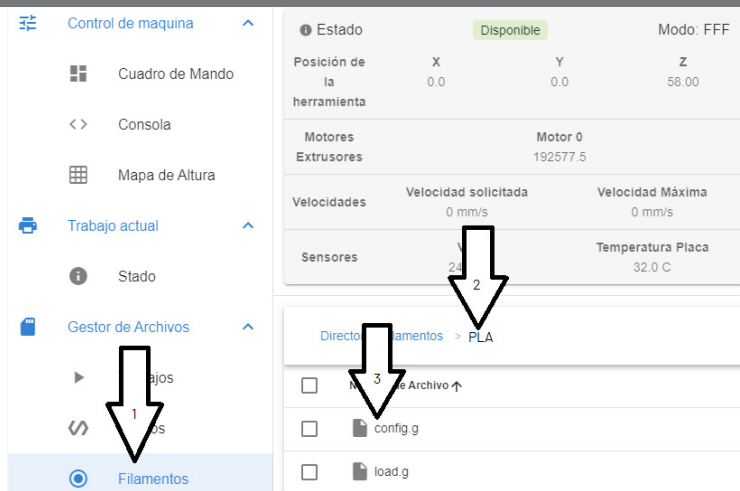 Control de maquina
Cuadro de Mando
Consola
Mapa de Altura
Trabajo actual
Stado
Gestor de Archivos
1
Filamentos
Estado
Disponible
Modo: FFF
Posición de
la
herramienta
X
0.0
Y
0.0
Z
58.00
Motores
Extrusores
Motor 0
192577.5
Velocidades
Velocidad solicitada
0 mm/s
Velocidad Máxima
0 mm/s
Sensores
Temperatura Placa
32.0 C
2
> PLA
3
Archivo
config.g
load.g